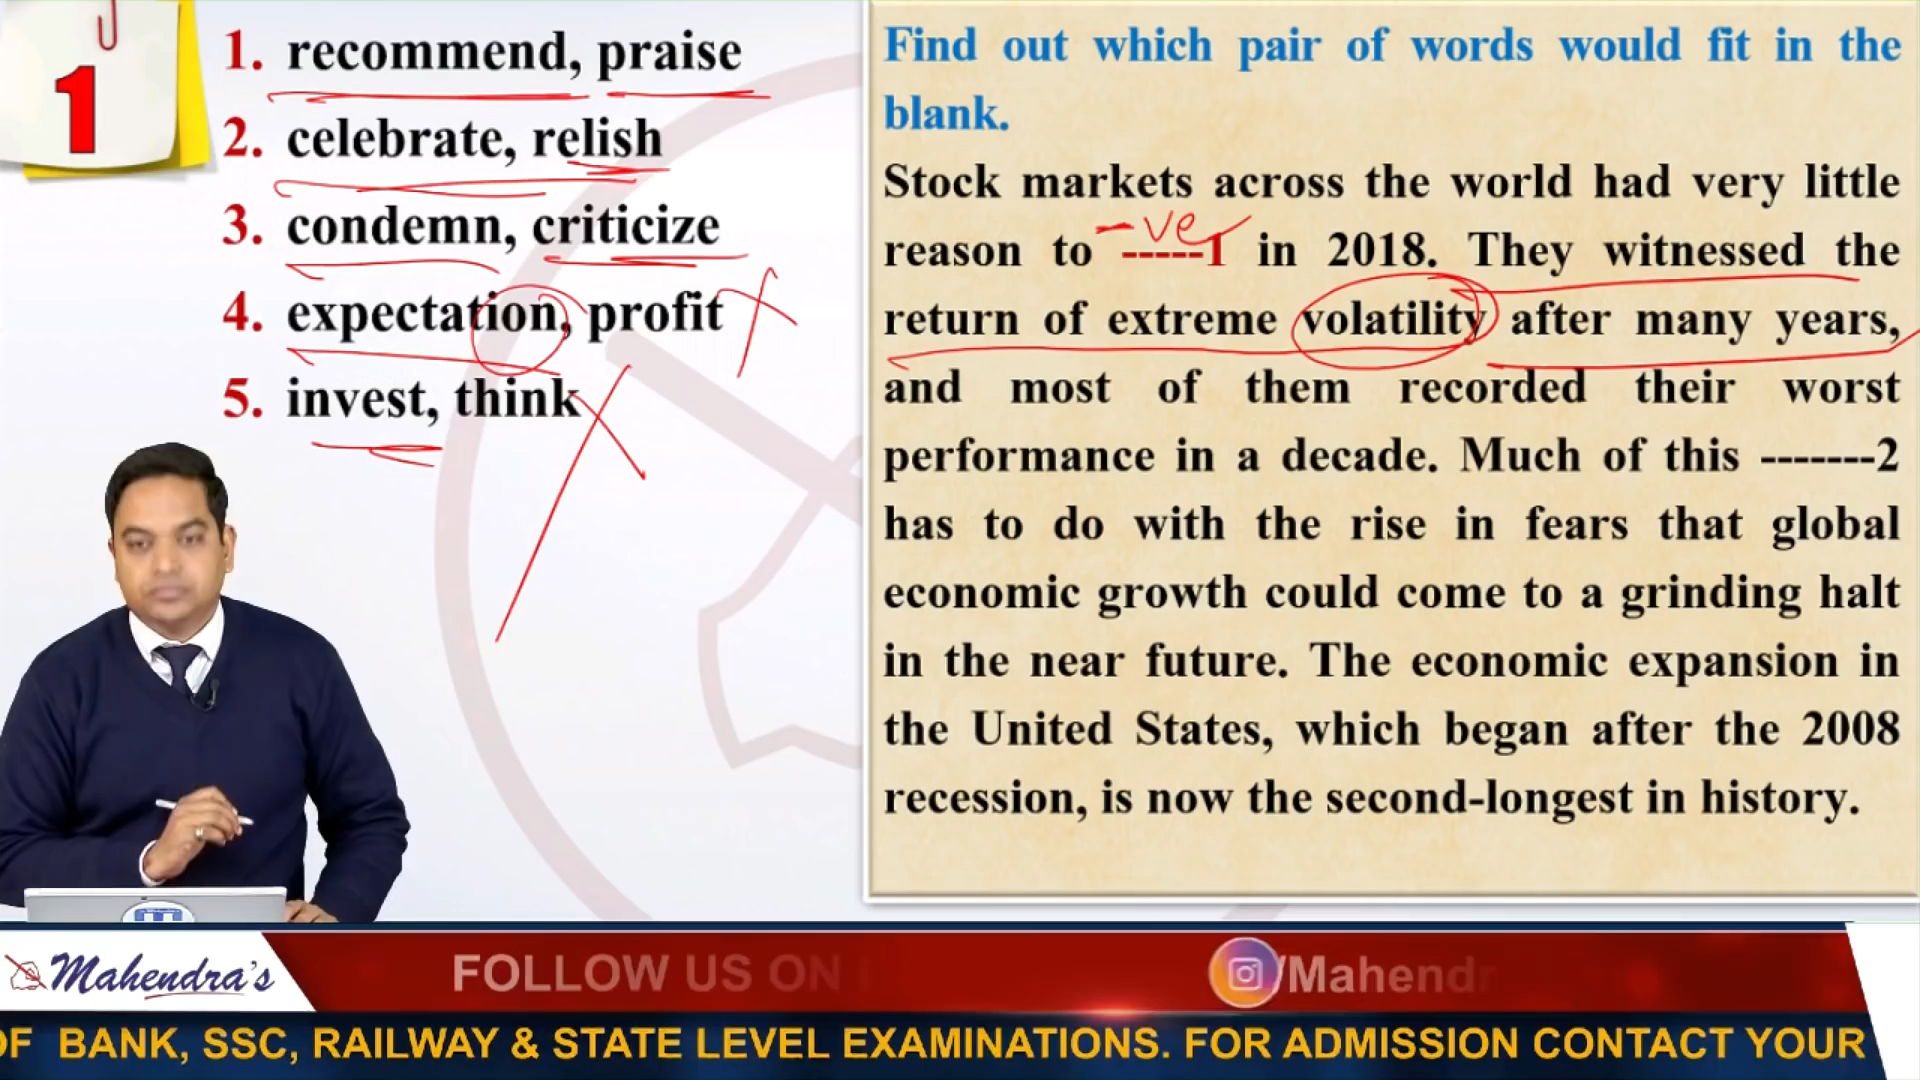 1
1. recommend, praise
2. celebrate, relish
3. condemn, criticize
4. expectation, profit
5. invest, think
Find out which pair of words would fit in the
blank.
Stock markets across the world had very little
-ve
reason to -----1 in 2018. They witnessed the
return of extreme volatility after many years,
and most of them recorded their worst
performance in a decade. Much of this -------2
has to do with the rise in fears that global
economic growth could come to a grinding halt
in the near future. The economic expansion in
the United States, which began after the 2008
recession, is now the second-longest in history.
Mahendra's
FOLLOW US ON
/Mahendr
OF BANK, SSC, RAILWAY & STATE LEVEL EXAMINATIONS. FOR ADMISSION CONTACT YOUR